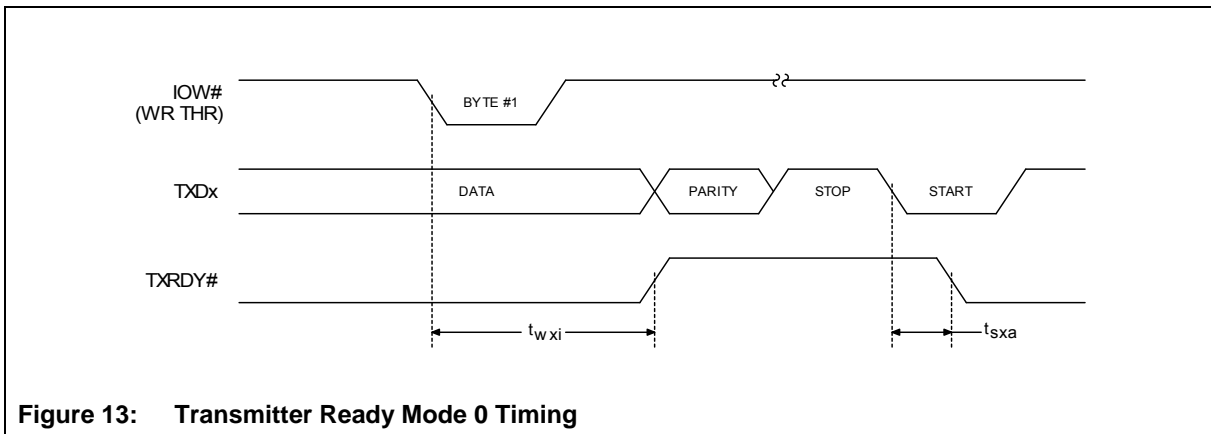 IOW#
(WR THR)
BYTE #1
TXDx
DATA
PARITY
STOP
START
TXRDY#
twxi
tsxa
Figure 13: Transmitter Ready Mode 0 Timing